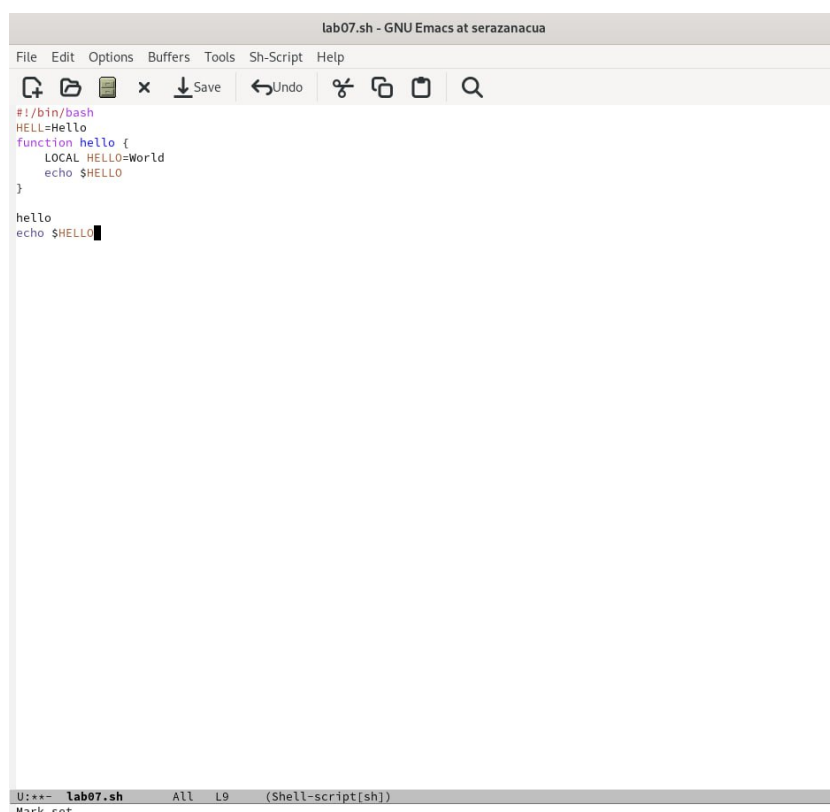 lab07.sh - GNU Emacs at serazanacua
File Edit Options Buffers Tools Sh-Script Help
Save Undo
#!/bin/bash
HELL=Hello
function hello {
    LOCAL HELLO=World
    echo $HELLO
}
hello
echo $HELLO
U:**- lab07.sh All L9 (Shell-script[sh])
Mark set